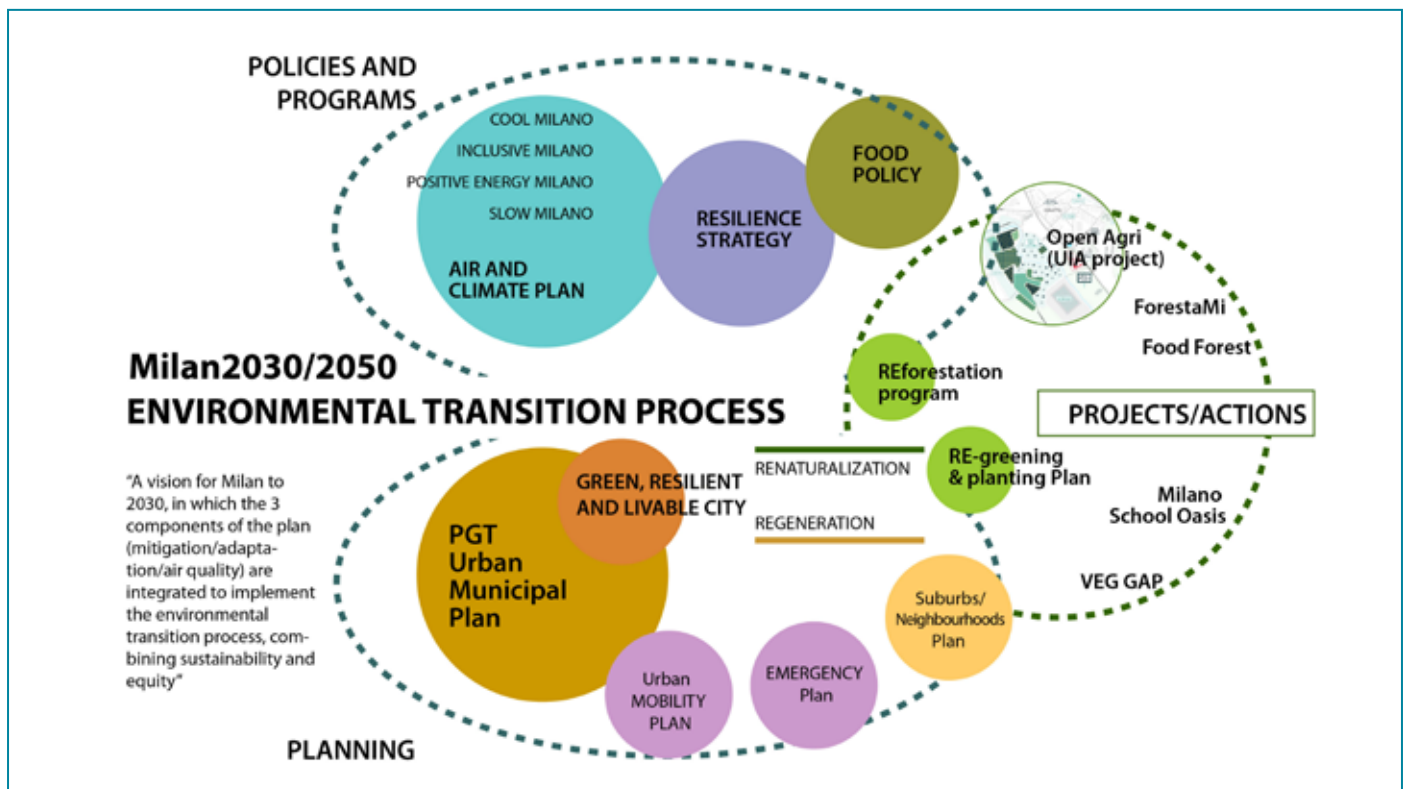 POLICIES AND
PROGRAMS
COOL MILANO
INCLUSIVE MILANO
POSITIVE ENERGY MILANO
SLOW MILANO
AIR AND
CLIMATE PLAN
RESILIENCE
STRATEGY
FOOD
POLICY
Open Agri
(UIA project)
ForestaMi
Food Forest
REforestation
program
PROJECTS/ACTIONS
Milan2030/2050
ENVIRONMENTAL TRANSITION PROCESS
"A vision for Milan to
2030, in which the 3
components of the plan
(mitigation/adapta-
tion/air quality) are
integrated to implement
the environmental
transition process, com-
bining sustainability and
equity"
GREEN, RESILIENT
AND LIVABLE CITY
PGT
Urban
Municipal
Plan
RENATURALIZATION
REGENERATION
RE-greening
& planting Plan
Milano
School Oasis
VEG GAP
Suburbs/
Neighbourhoods
Plan
EMERGENCY
Plan
Urban
MOBILITY
PLAN
PLANNING